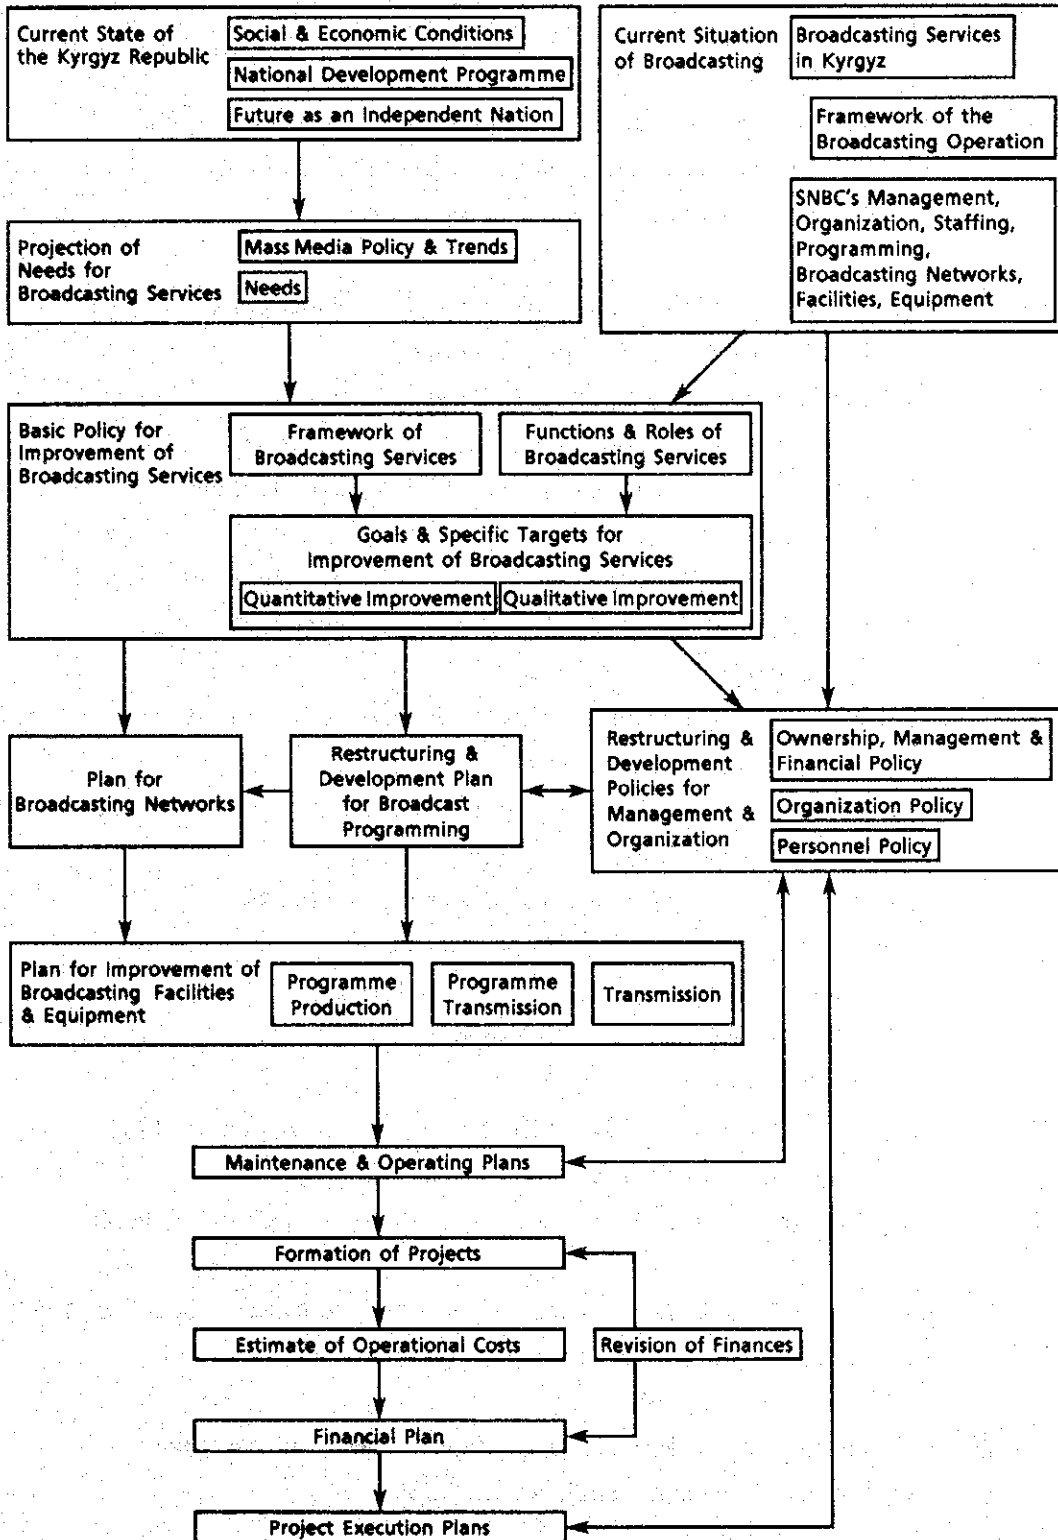 Current State of
the Kyrgyz Republic
Social & Economic Conditions
National Development Programme
Future as an Independent Nation
Current Situation
of Broadcasting
Broadcasting Services
in Kyrgyz
Framework of the
Broadcasting Operation
SNBC's Management,
Organization, Staffing,
Programming,
Broadcasting Networks,
Facilities, Equipment
Projection of
Needs for
Broadcasting Services
Mass Media Policy & Trends
Needs
Basic Policy for
Improvement of
Broadcasting Services
Framework of
Broadcasting Services
Functions & Roles of
Broadcasting Services
Goals & Specific Targets for
Improvement of Broadcasting Services
Quantitative Improvement
Qualitative Improvement
Plan for
Broadcasting Networks
Restructuring &
Development Plan
for Broadcast
Programming
Restructuring &
Development
Policies for
Management &
Organization
Ownership, Management &
Financial Policy
Organization Policy
Personnel Policy
Plan for Improvement of
Broadcasting Facilities
& Equipment
Programme
Production
Programme
Transmission
Transmission
Maintenance & Operating Plans
Formation of Projects
Estimate of Operational Costs
Revision of Finances
Financial Plan
Project Execution Plans